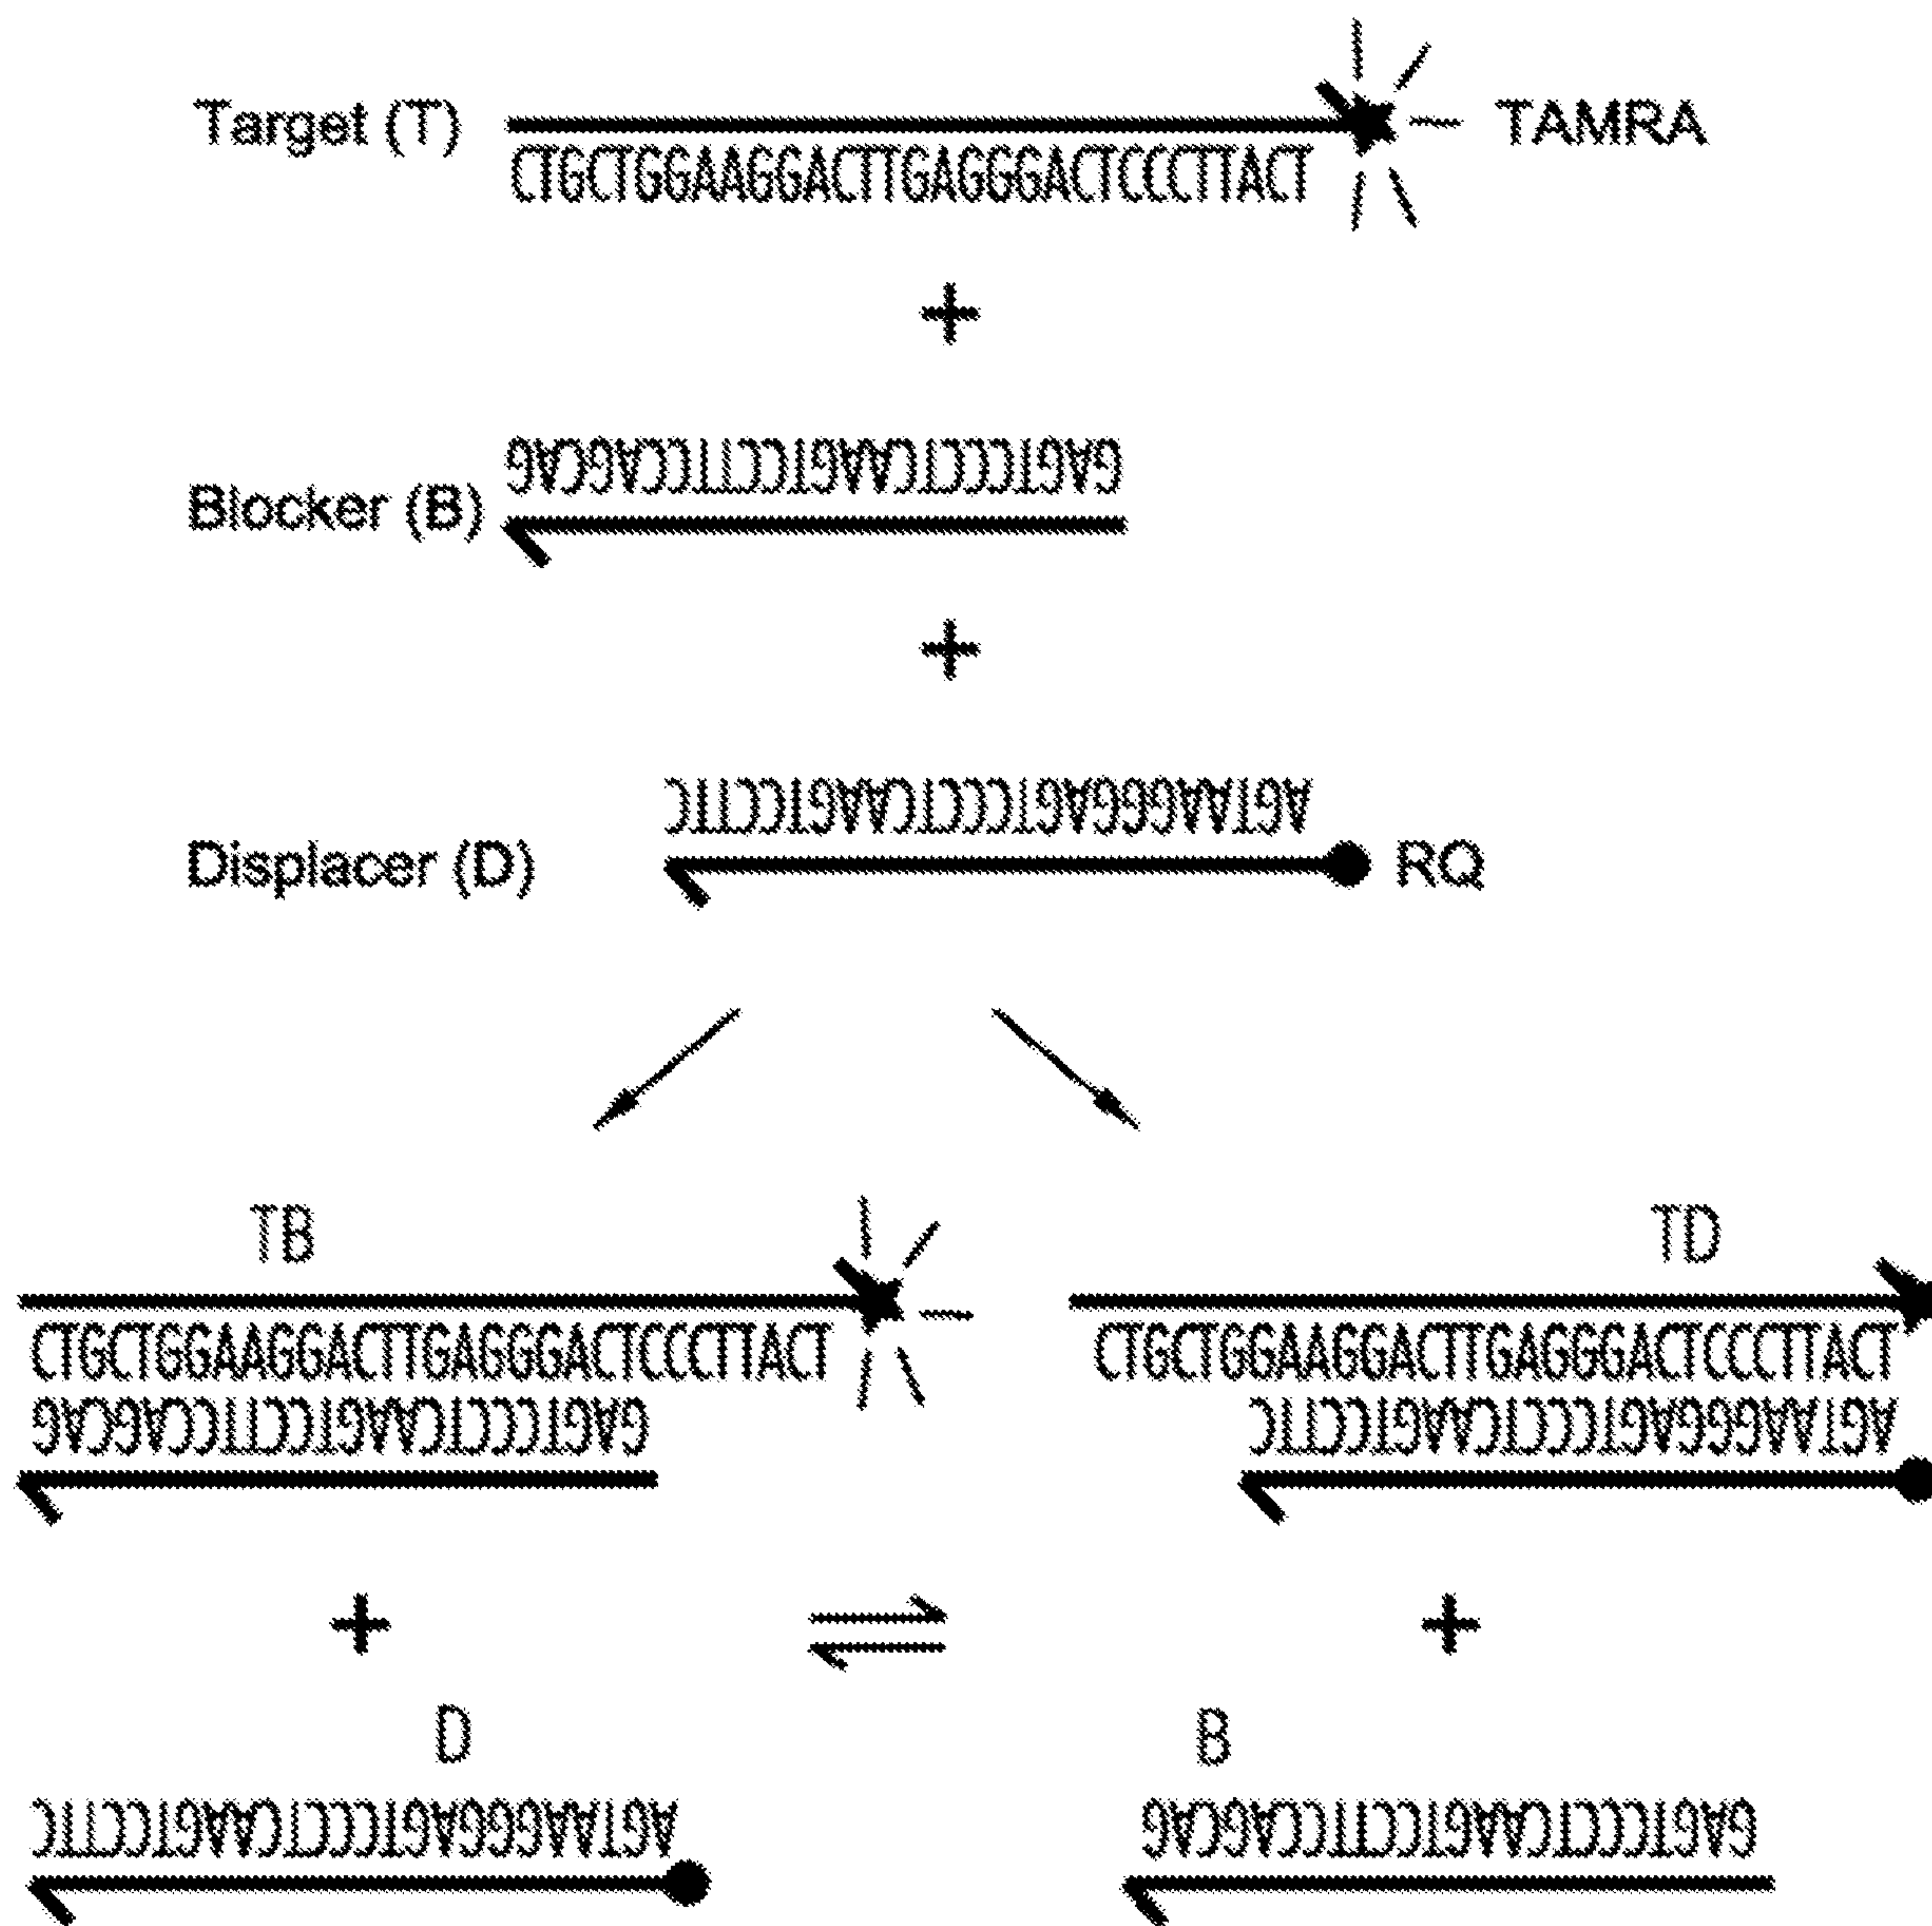 Target (T)
TAMRA
CTGCTGGAAGGACTTGAGGGACTCCCTTACT
+
GAGTCCCTCAAGTCCTTCCAGCAG
Blocker (B)
+
AGTAAGGGAGTCCCTCAAGTCCTTC
Displacer (D)
RQ
TB
CTGCTGGAAGGACTTGAGGGACTCCCTTACT
GAGTCCCTCAAGTCCTTCCAGCAG
+
D
AGTAAGGGAGTCCCTCAAGTCCTTC
TD
CTGCTGGAAGGACTTGAGGGACTCCCTTACT
AGTAAGGGAGTCCCTCAAGTCCTTC
+
B
GAGTCCCTCAAGTCCTTCCAGCAG